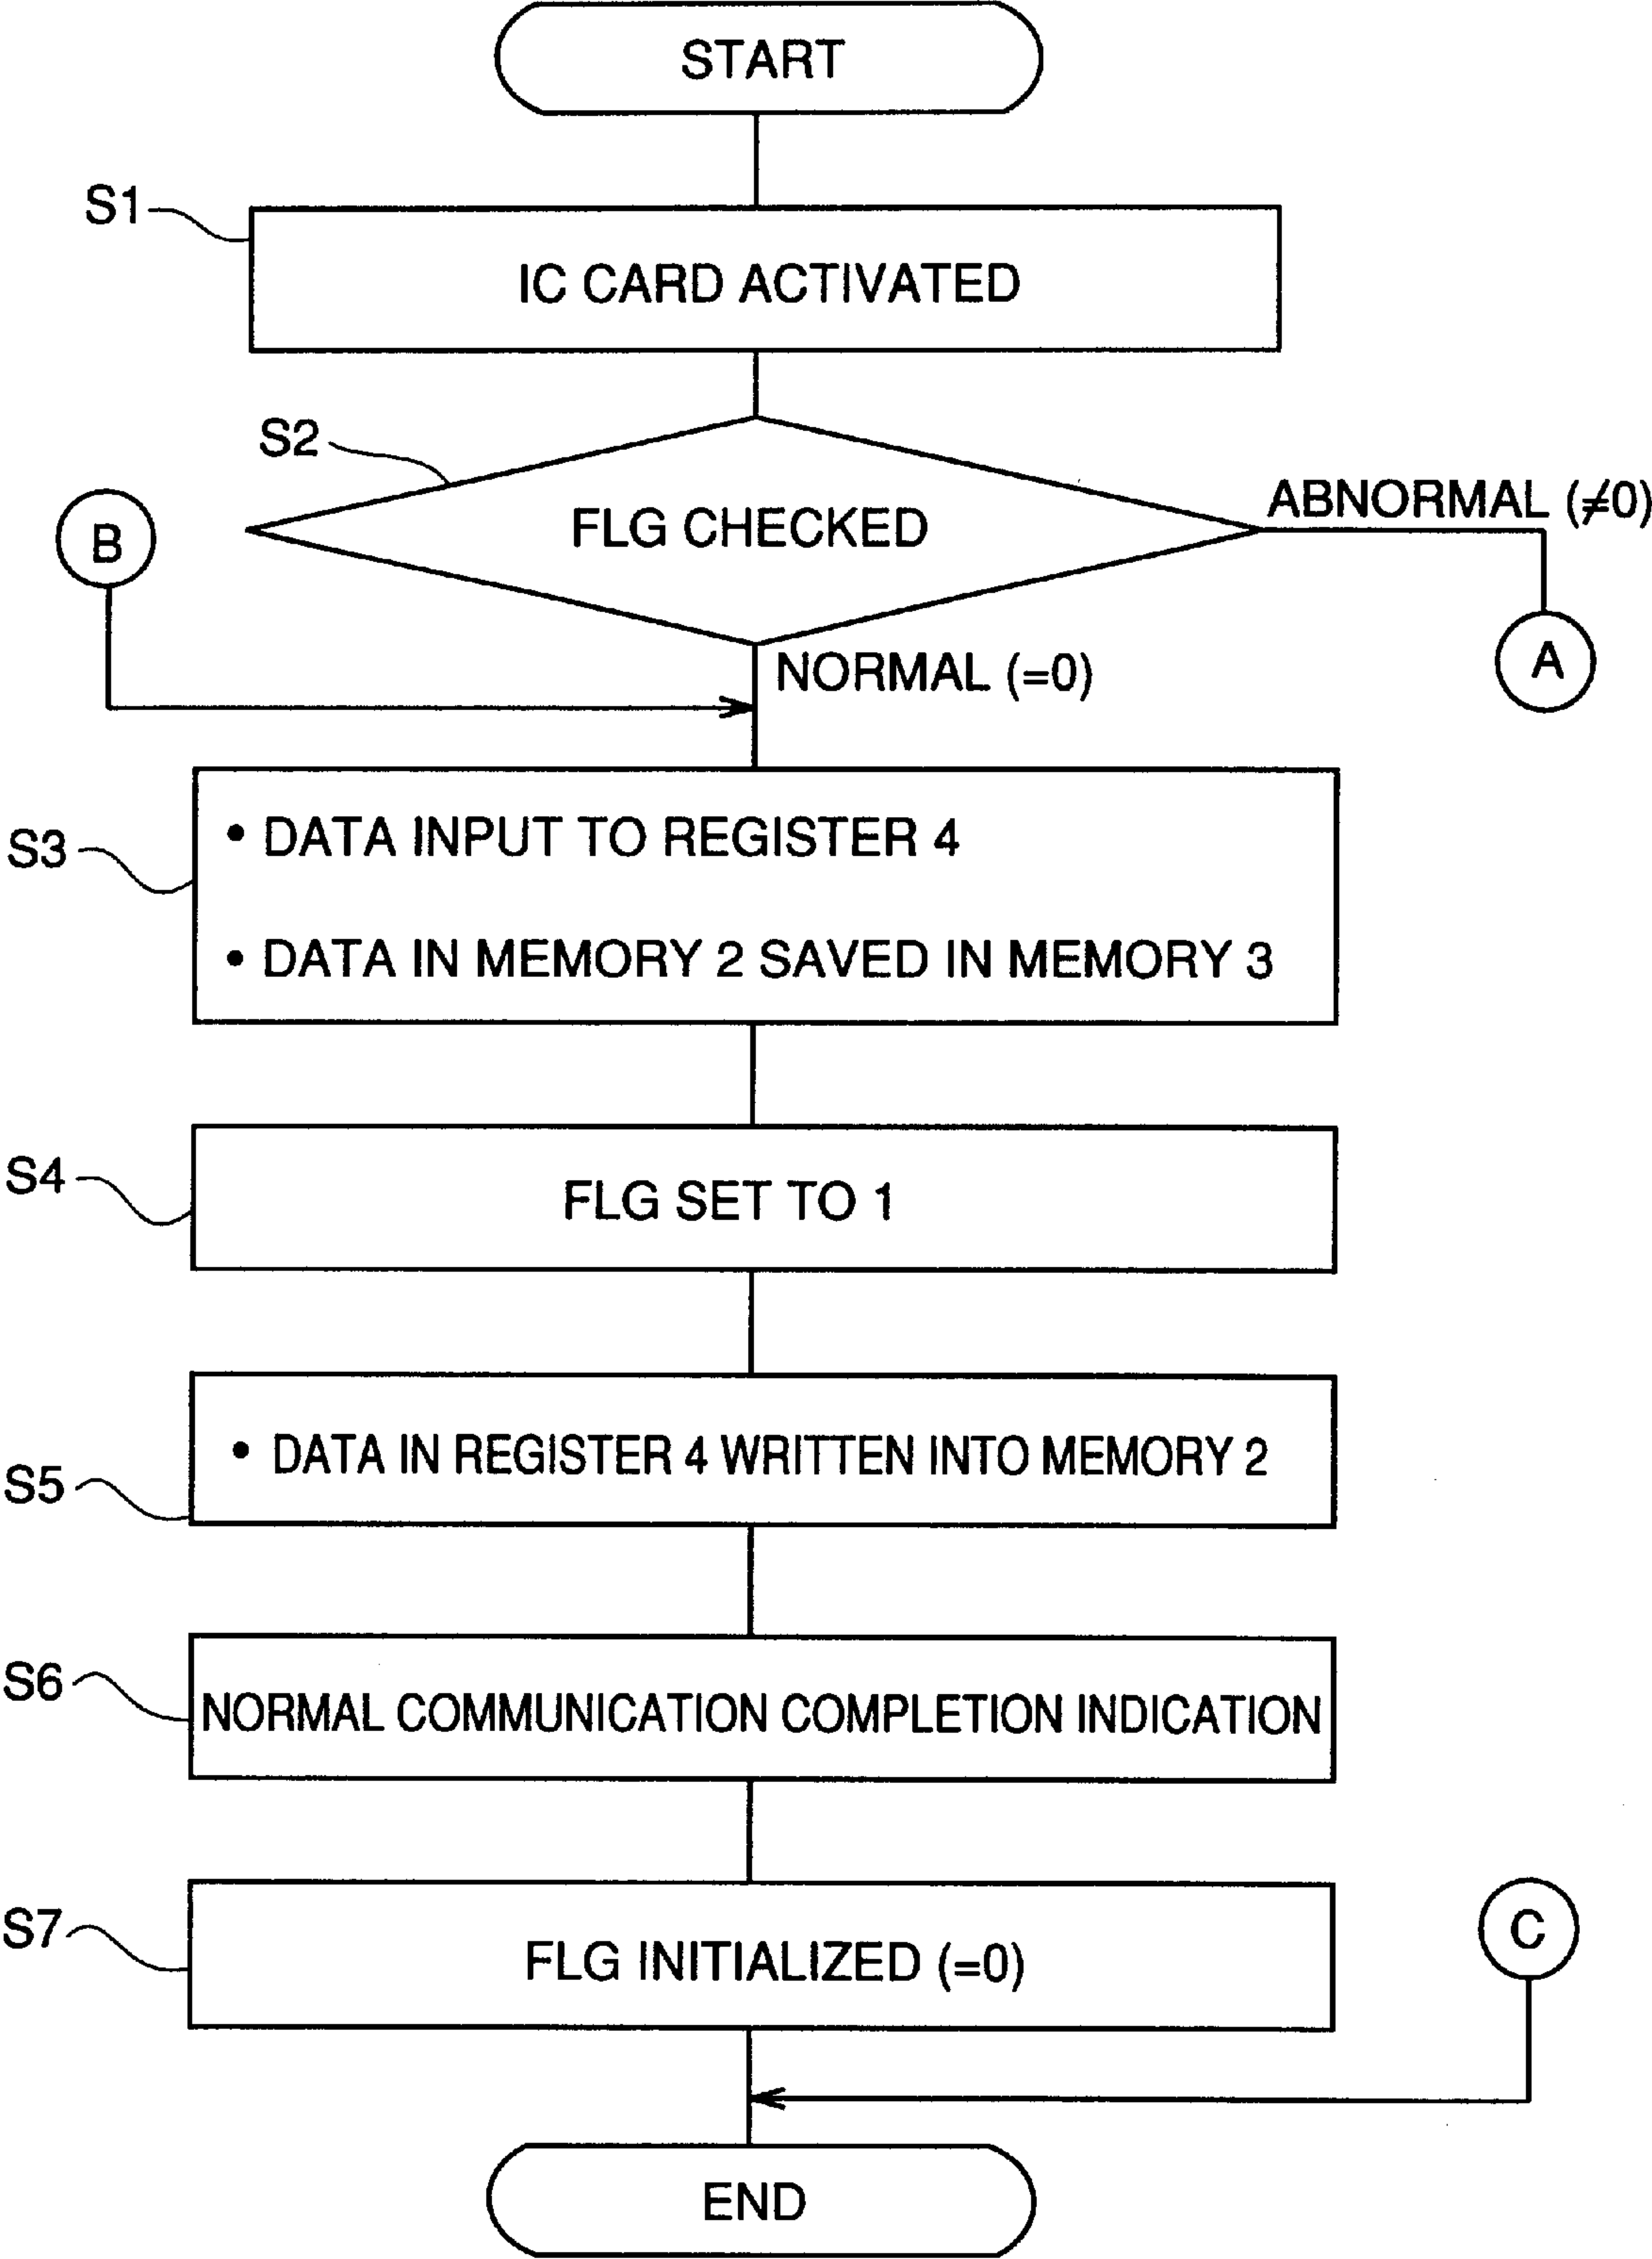 START
S1
IC CARD ACTIVATED
S2
FLG CHECKED
ABNORMAL (≠0)
B
A
NORMAL (=0)
S3
• DATA INPUT TO REGISTER 4
• DATA IN MEMORY 2 SAVED IN MEMORY 3
S4
FLG SET TO 1
S5
• DATA IN REGISTER 4 WRITTEN INTO MEMORY 2
S6
NORMAL COMMUNICATION COMPLETION INDICATION
S7
FLG INITIALIZED (=0)
C
END